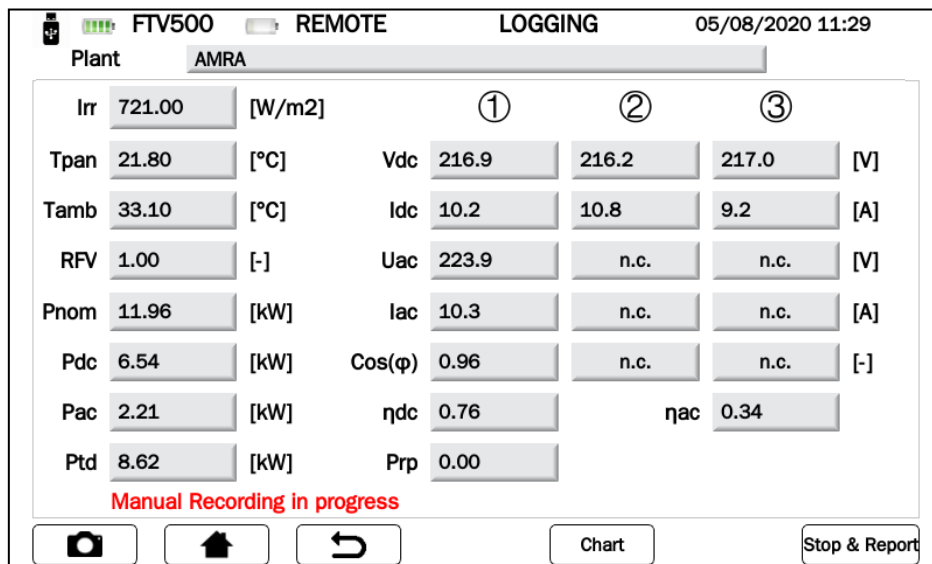 FTV500 REMOTE LOGGING 05/08/2020 11:29
Plant AMRA
Irr 721.00 [W/m2] ① ② ③
Tpan 21.80 [°C] Vdc 216.9 216.2 217.0 [V]
Tamb 33.10 [°C] Idc 10.2 10.8 9.2 [A]
RFV 1.00 [-] Uac 223.9 n.c. n.c. [V]
Pnom 11.96 [kW] Iac 10.3 n.c. n.c. [A]
Pdc 6.54 [kW] Cos(φ) 0.96 n.c. n.c. [-]
Pac 2.21 [kW] ηdc 0.76 ηac 0.34
Ptd 8.62 [kW] Prp 0.00
Manual Recording in progress
Chart Stop & Report